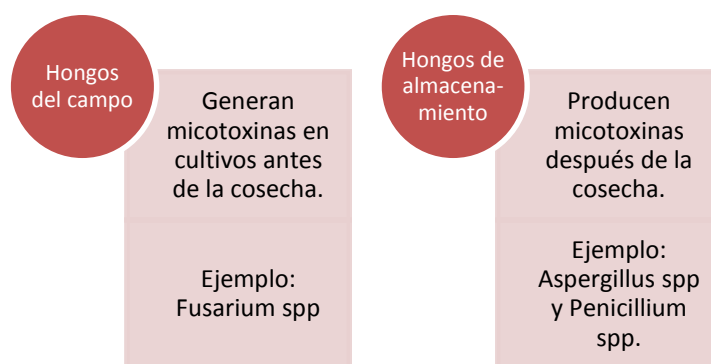 Hongos
del campo
Generan
micotoxinas en
cultivos antes
de la cosecha.
Ejemplo:
Fusarium spp
Hongos de
almacena-
miento
Producen
micotoxinas
después de la
cosecha.
Ejemplo:
Aspergillus spp
y Penicillium
spp.